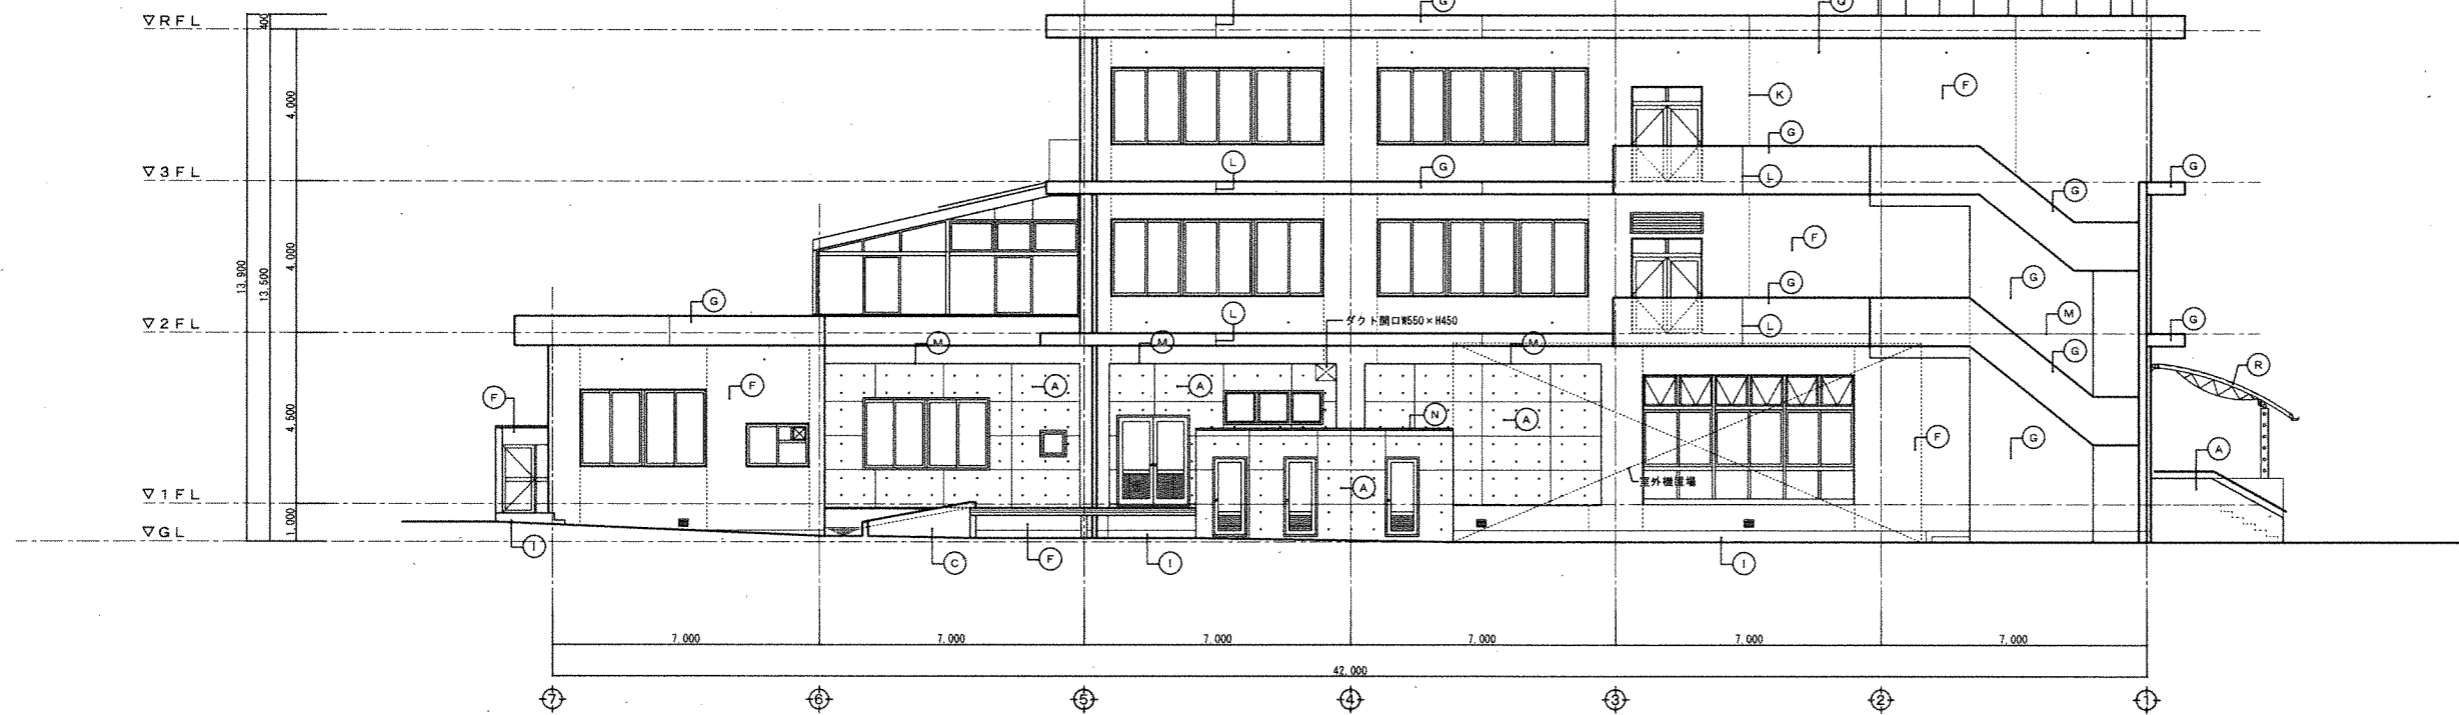 G
Q
▽RFL
400
F
K
4,000
G
L
G
▽3FL
L
G
G
F
4,000
13,900
13,500
G
G
G
M
L
ダクト開口W550×H450
L
G
▽2FL
M
M
M
G
R
F
F
A
A
N
A
F
G
A
4,500
A
室外機置場
▽1FL
1,000
▽GL
I
C
F
I
I
7,000
7,000
7,000
7,000
7,000
7,000
42,000
7
6
5
4
3
2
1